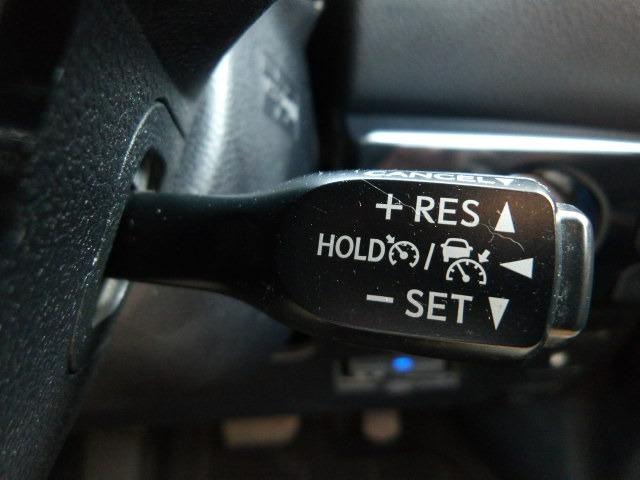 CANCEL▼
+ RES ▲
HOLD / ◄
− SET ▼